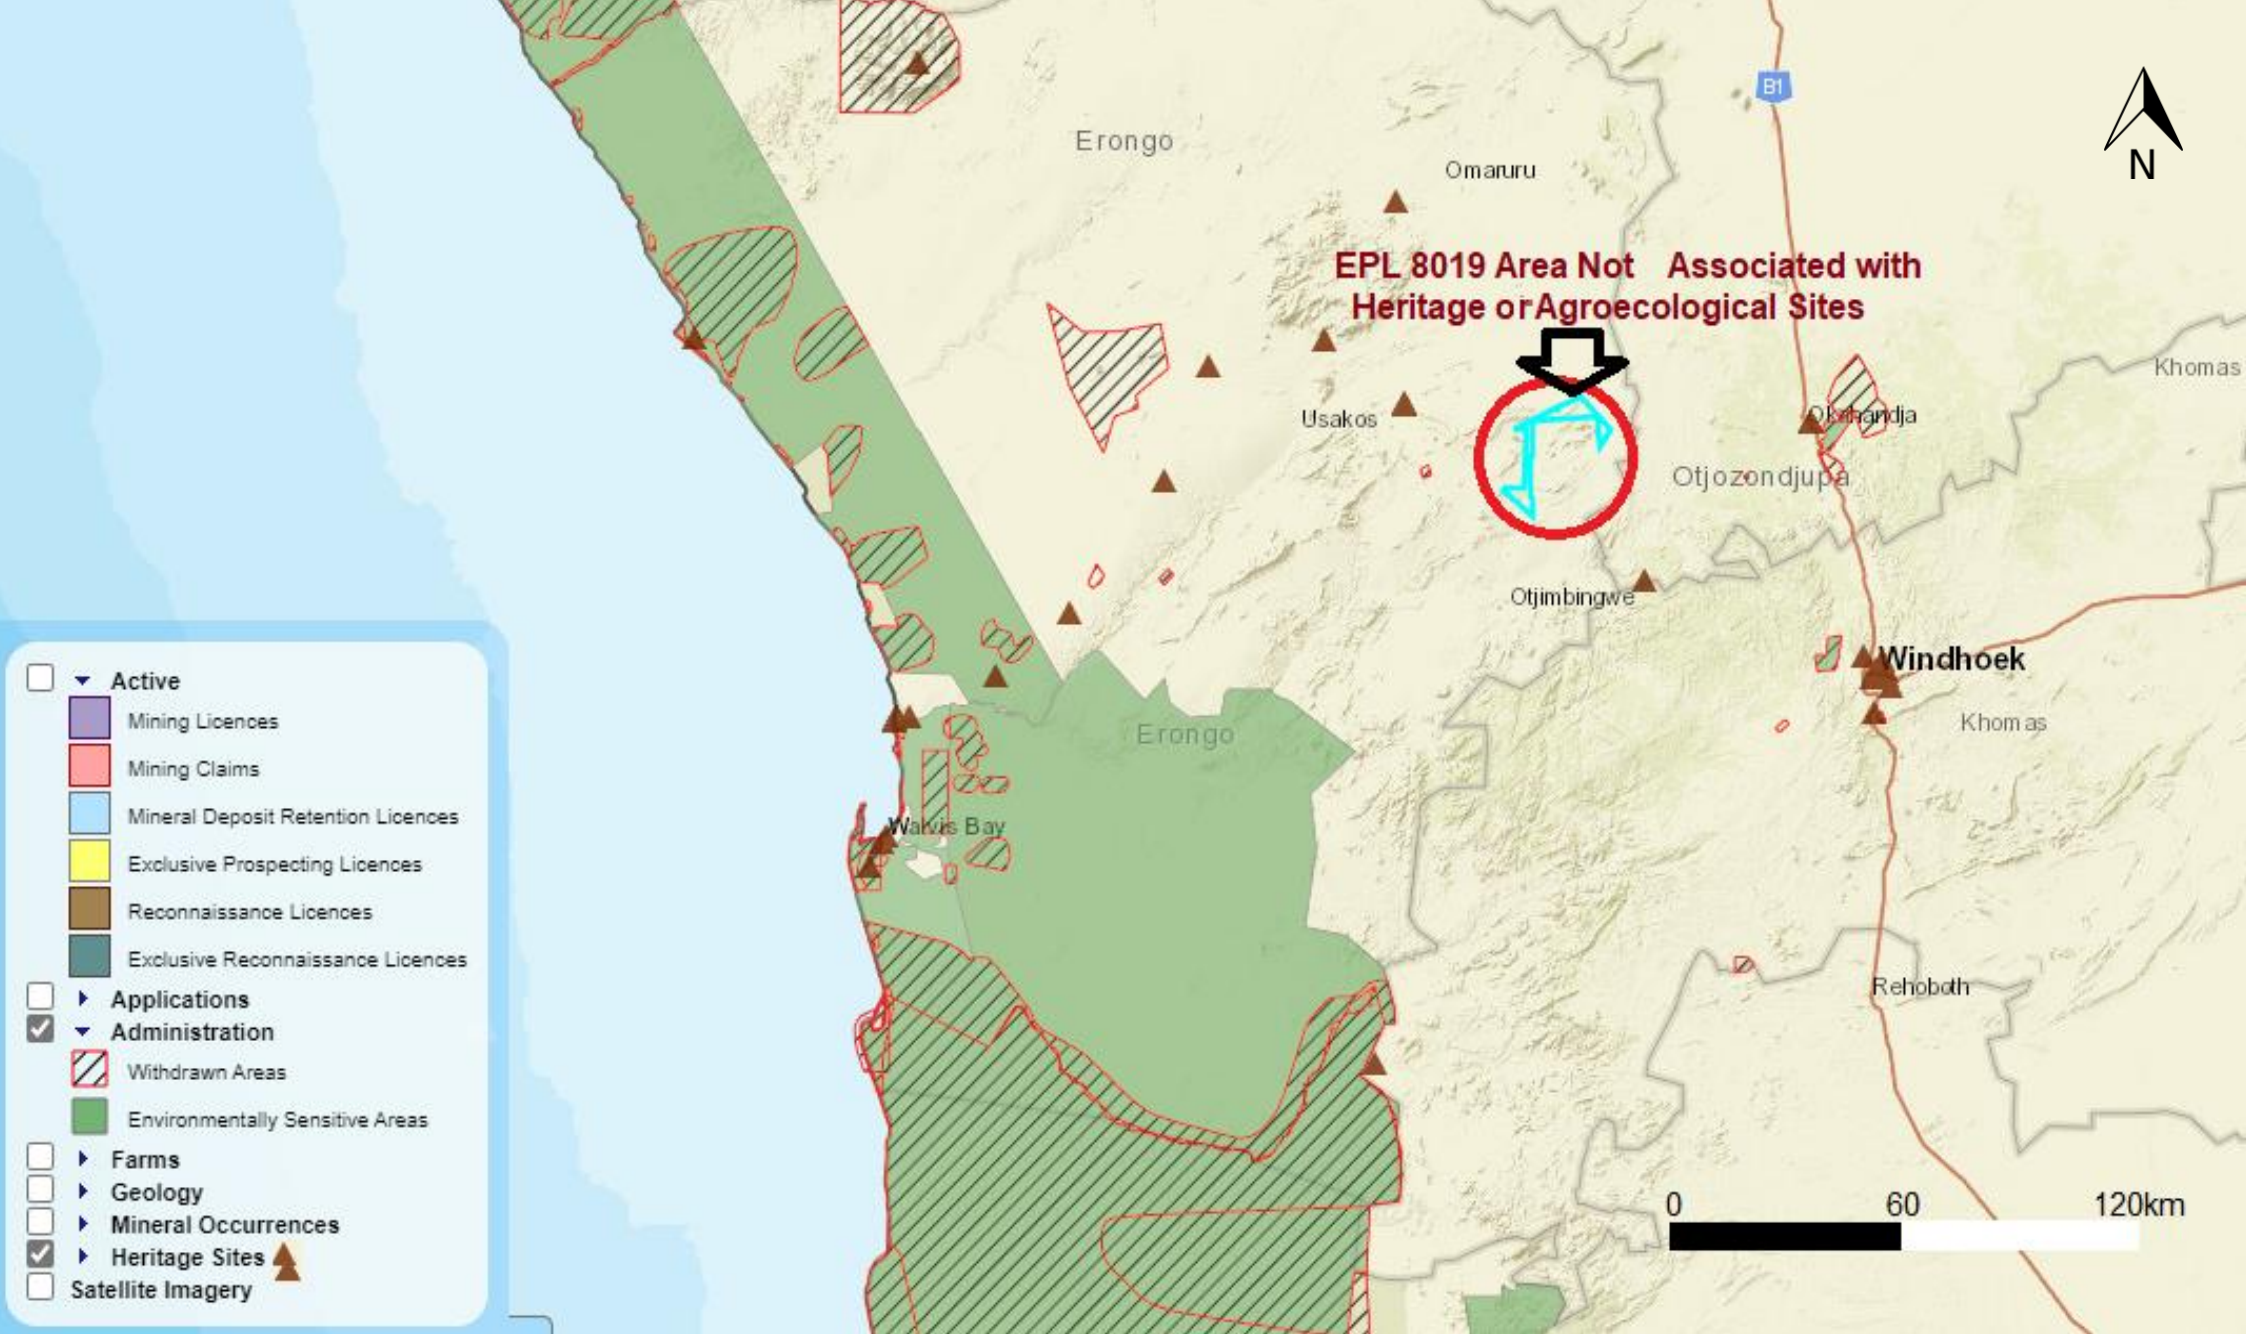 B1
N
Erongo
Omaruru
EPL 8019 Area Not Associated with
Heritage or Agroecological Sites
Khomas
Usakos
Okahandja
Otjozondjupa
Otjimbingwe
Windhoek
Khomas
Erongo
Walvis Bay
Rehoboth
Active
Mining Licences
Mining Claims
Mineral Deposit Retention Licences
Exclusive Prospecting Licences
Reconnaissance Licences
Exclusive Reconnaissance Licences
Applications
Administration
Withdrawn Areas
Environmentally Sensitive Areas
Farms
Geology
Mineral Occurrences
Heritage Sites
Satellite Imagery
0 60 120km